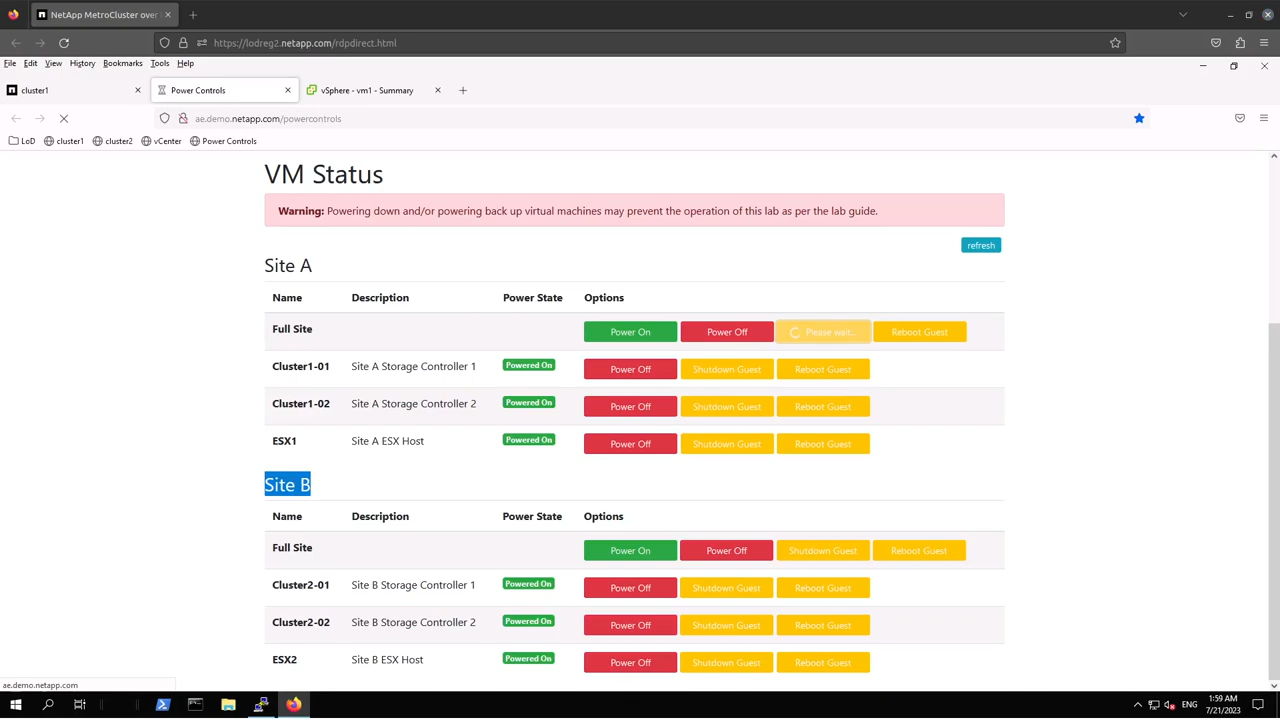 NetApp MetroCluster over
https://lodreg2.netapp.com/rdpdirect.html
File Edit View History Bookmarks Tools Help
cluster1
Power Controls
vSphere - vm1 - Summary
ae.demo.netapp.com/powercontrols
LoD cluster1 cluster2 vCenter Power Controls
VM Status
Warning: Powering down and/or powering back up virtual machines may prevent the operation of this lab as per the lab guide.
refresh
Site A
Name Description Power State Options
Full Site Power On Power Off Please wait... Reboot Guest
Cluster1-01 Site A Storage Controller 1 Powered On Power Off Shutdown Guest Reboot Guest
Cluster1-02 Site A Storage Controller 2 Powered On Power Off Shutdown Guest Reboot Guest
ESX1 Site A ESX Host Powered On Power Off Shutdown Guest Reboot Guest
Site B
Name Description Power State Options
Full Site Power On Power Off Shutdown Guest Reboot Guest
Cluster2-01 Site B Storage Controller 1 Powered On Power Off Shutdown Guest Reboot Guest
Cluster2-02 Site B Storage Controller 2 Powered On Power Off Shutdown Guest Reboot Guest
ESX2 Site B ESX Host Powered On Power Off Shutdown Guest Reboot Guest
ae.demo.netapp.com
ENG
1:59 AM
7/21/2023